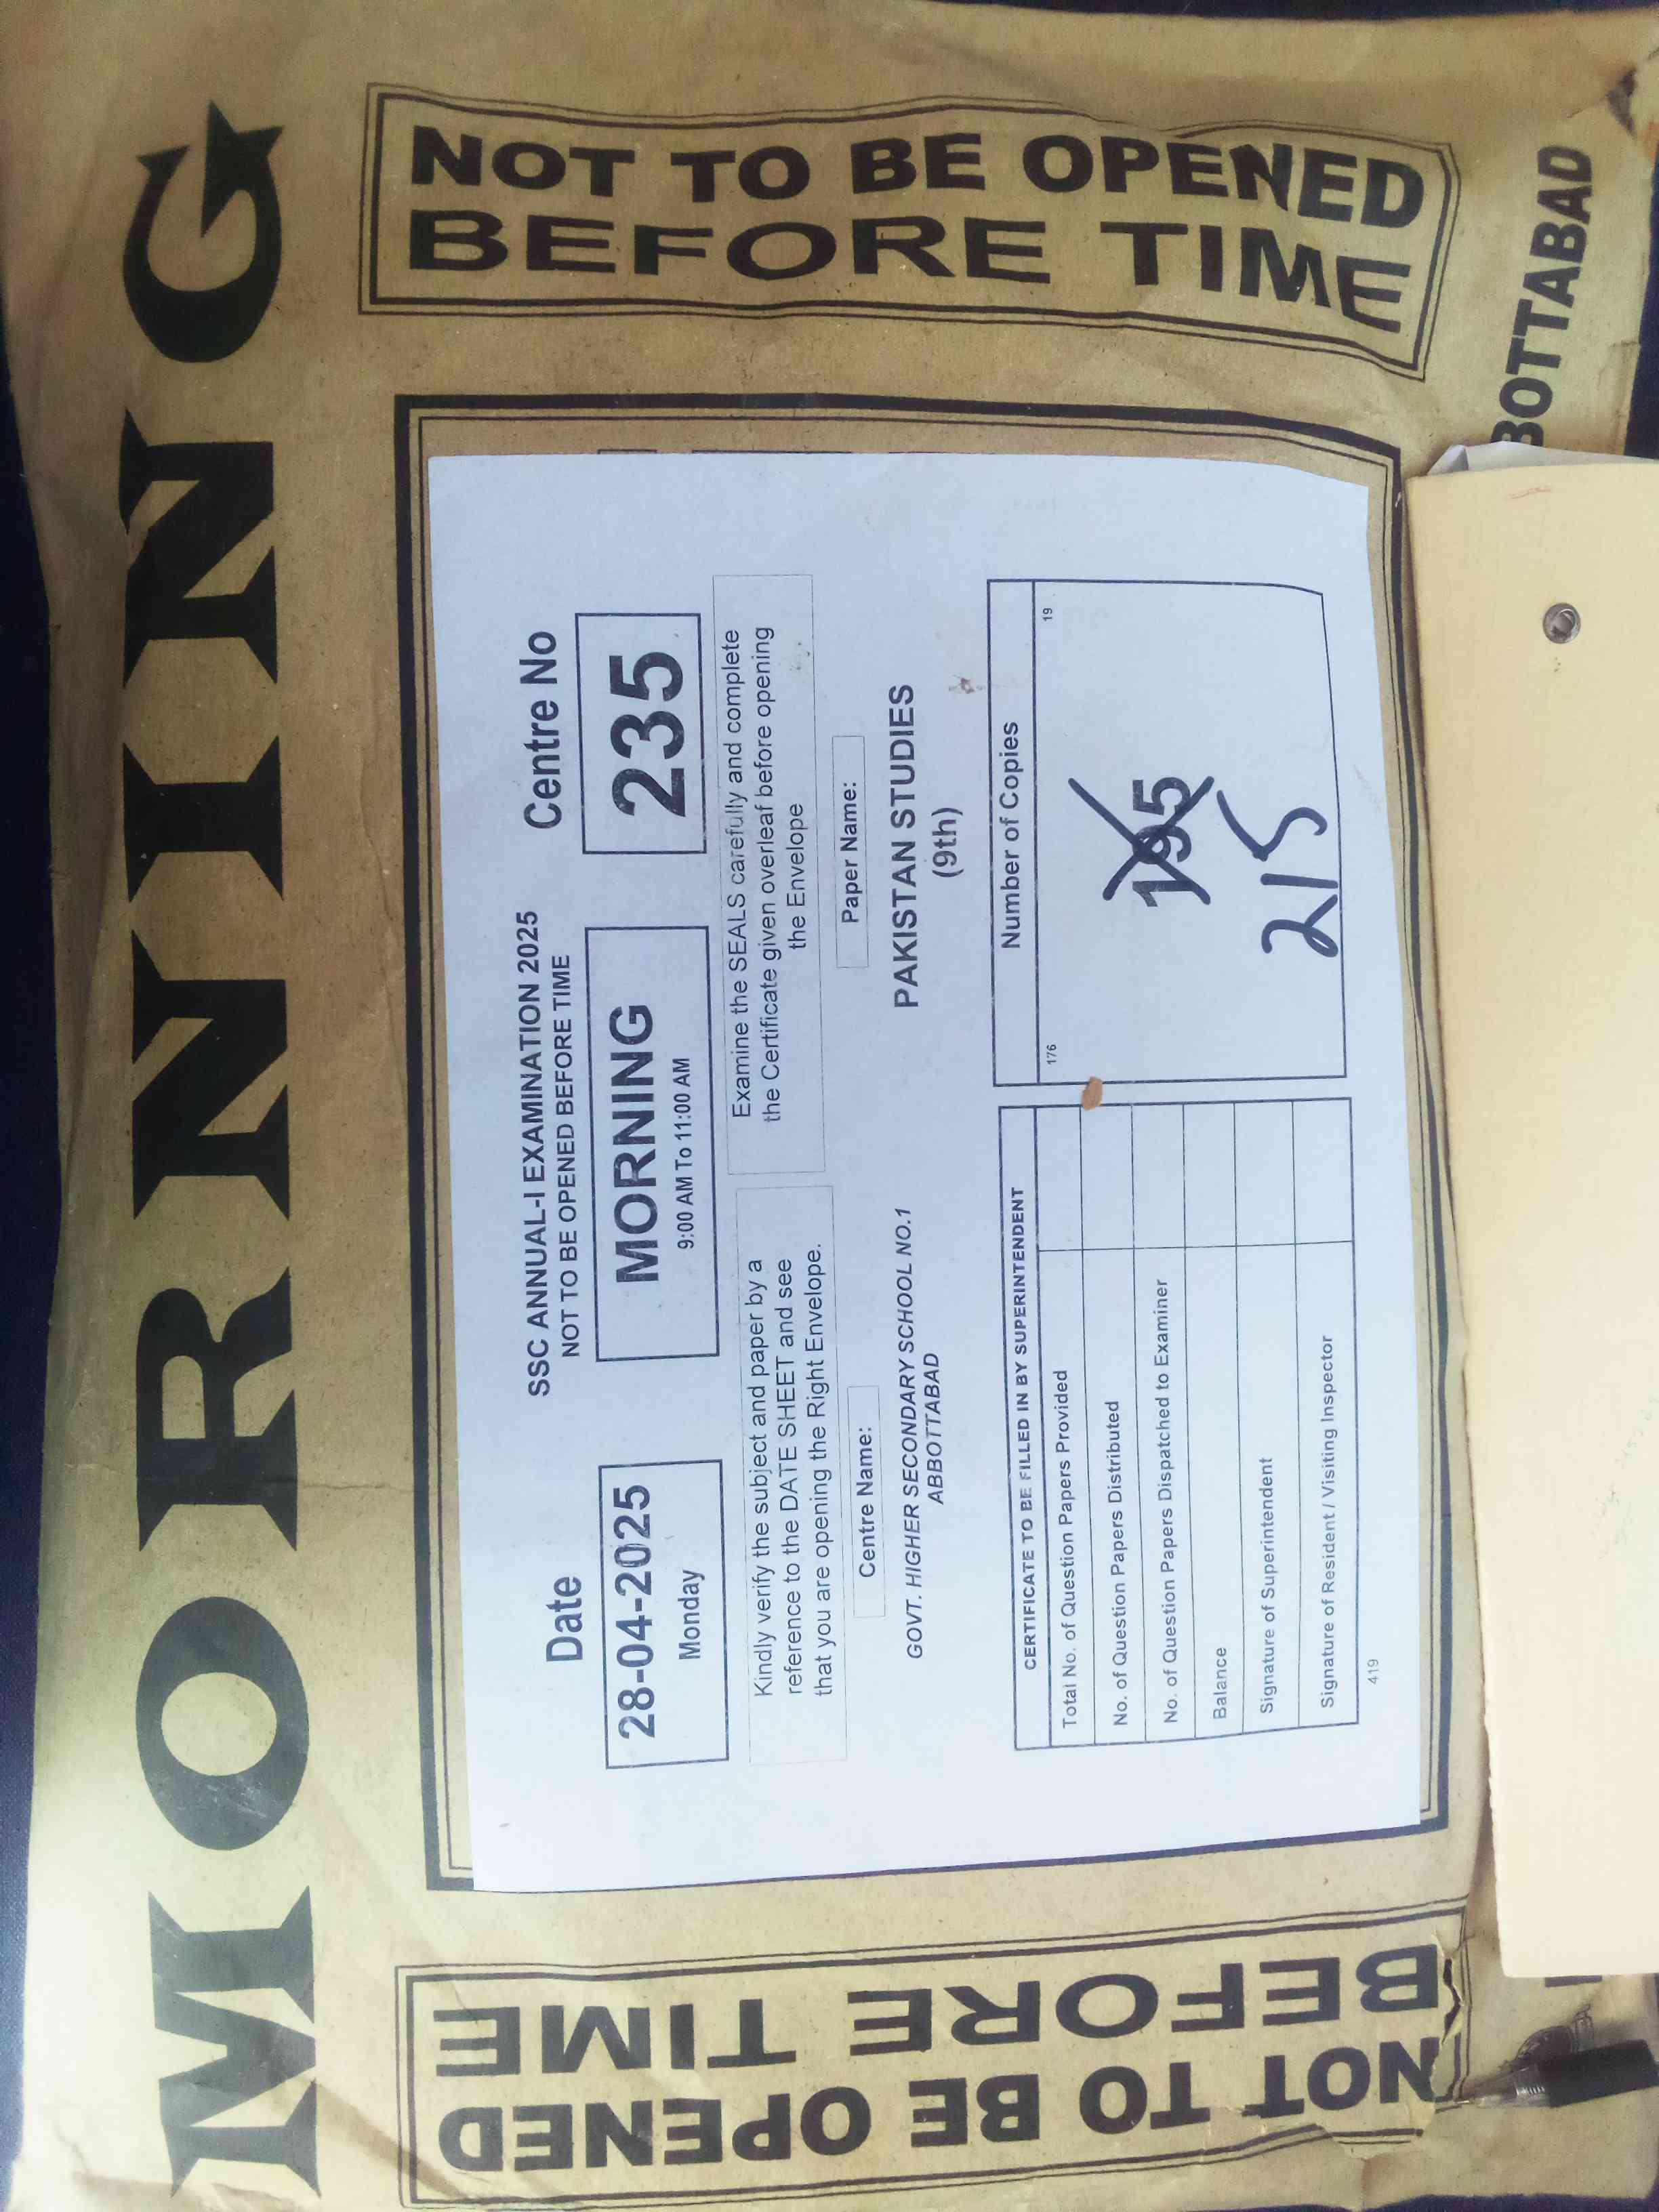 MORNING
NOT TO BE OPENED
BEFORE TIME
NOT TO BE OPENED
BEFORE TIME
SSC ANNUAL-I EXAMINATION 2025
NOT TO BE OPENED BEFORE TIME
Date
28-04-2025
Monday
MORNING
9:00 AM To 11:00 AM
Centre No
235
Kindly verify the subject and paper by a
reference to the DATE SHEET and see
that you are opening the Right Envelope.
Examine the SEALS carefully and complete
the Certificate given overleaf before opening
the Envelope
Centre Name:
GOVT. HIGHER SECONDARY SCHOOL NO.1
ABBOTTABAD
Paper Name:
PAKISTAN STUDIES
(9th)
CERTIFICATE TO BE FILLED IN BY SUPERINTENDENT
Total No. of Question Papers Provided
No. of Question Papers Distributed
No. of Question Papers Dispatched to Examiner
Balance
Signature of Superintendent
Signature of Resident / Visiting Inspector
419
Number of Copies
176
19
195
215
BOTTABAD